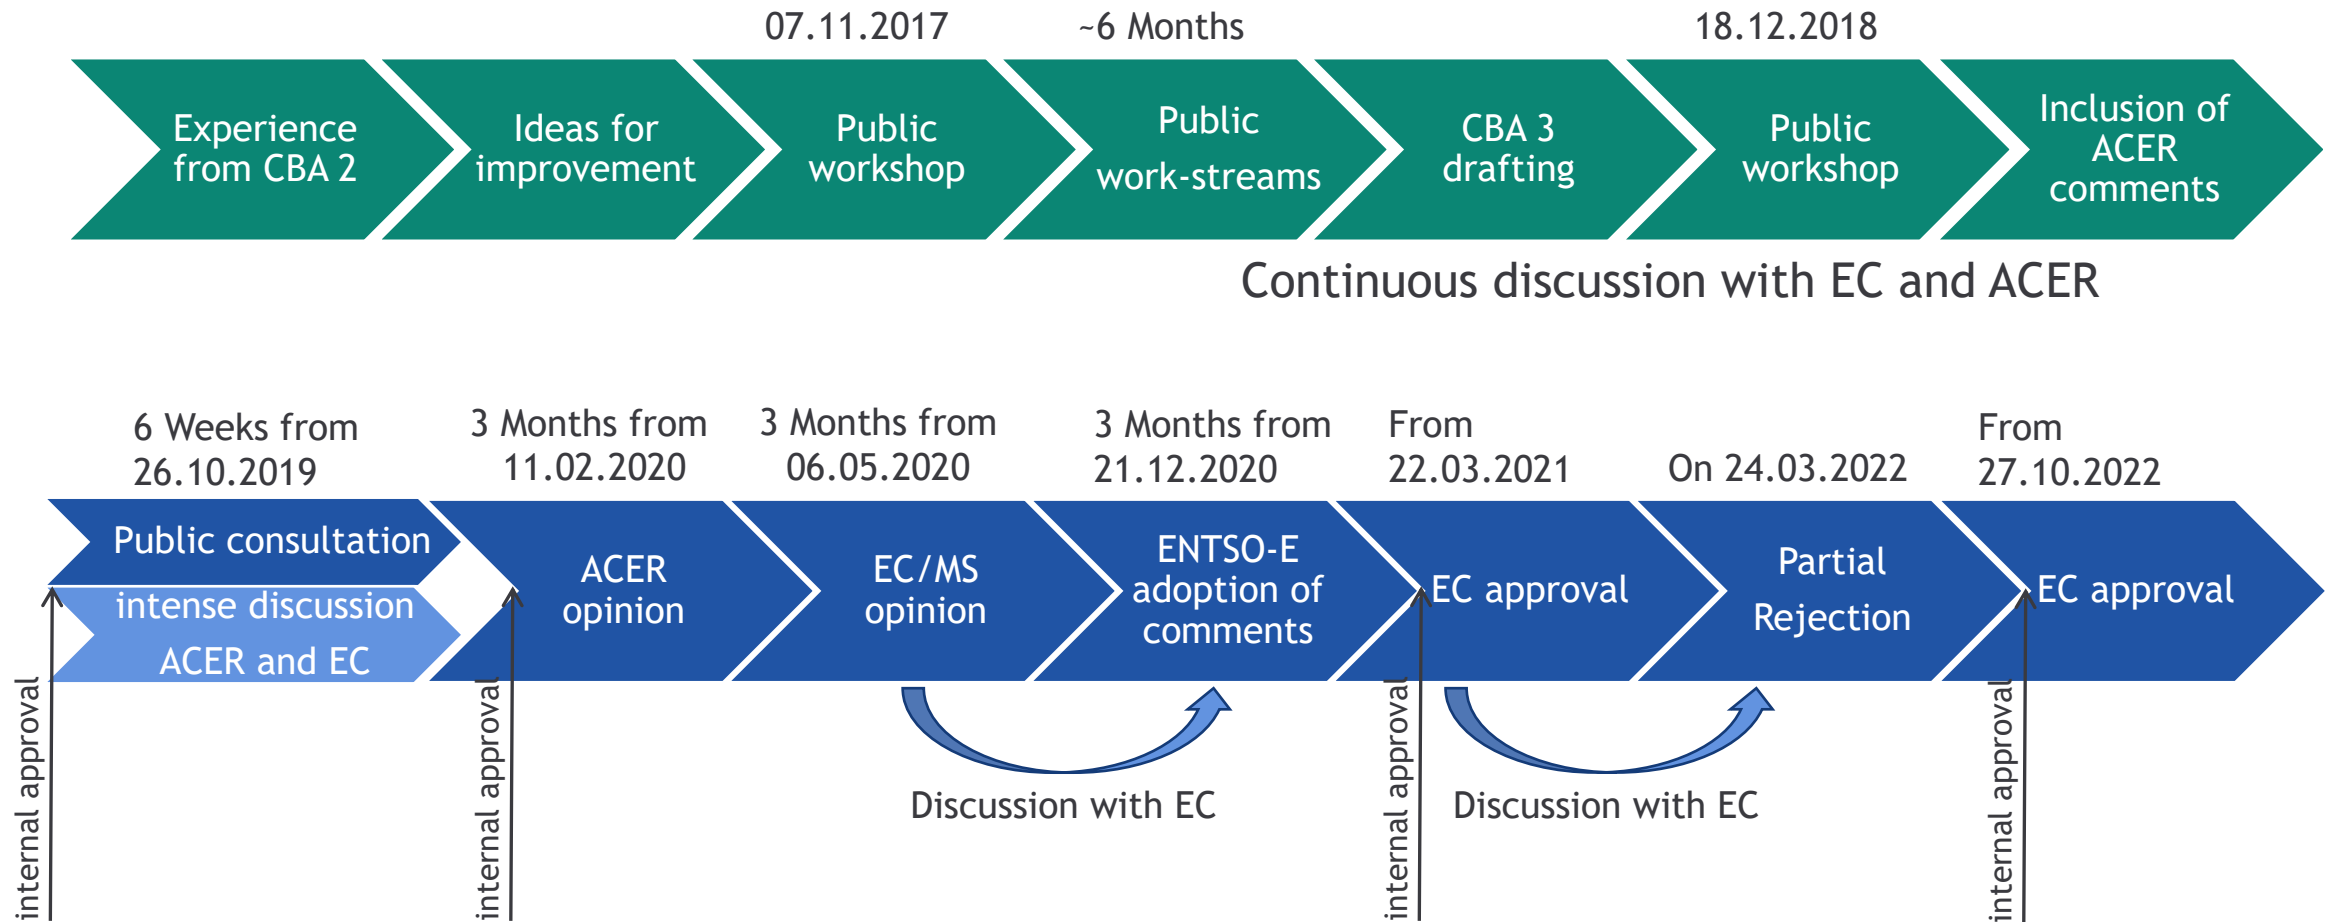 07.11.2017
~6 Months
18.12.2018
Experience
from CBA 2
Ideas for
improvement
Public
workshop
Public
work-streams
CBA 3
drafting
Public
workshop
Inclusion of
ACER
comments
Continuous discussion with EC and ACER
6 Weeks from
26.10.2019
3 Months from
11.02.2020
3 Months from
06.05.2020
3 Months from
21.12.2020
From
22.03.2021
On 24.03.2022
From
27.10.2022
Public consultation
intense discussion
ACER and EC
ACER
opinion
EC/MS
opinion
ENTSO-E
adoption of
comments
EC approval
Partial
Rejection
EC approval
internal approval
internal approval
internal approval
internal approval
Discussion with EC
Discussion with EC